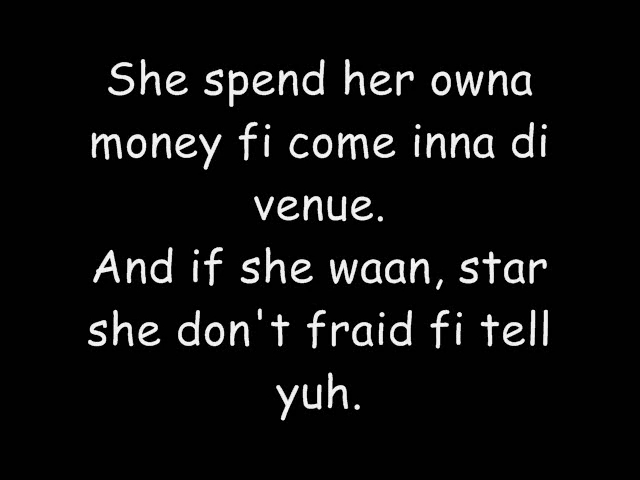 She spend her owna
money fi come inna di
venue.
And if she waan, star
she don't fraid fi tell
yuh.